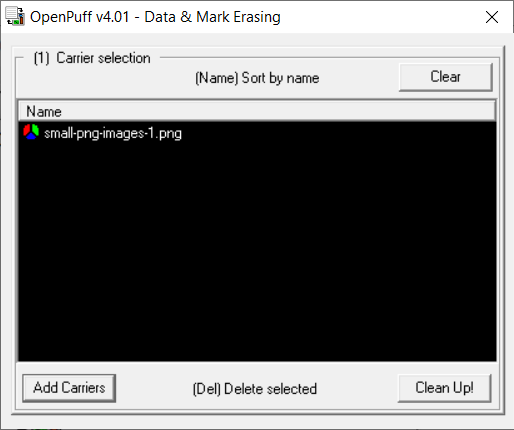 OpenPuff v4.01 - Data & Mark Erasing
(1) Carrier selection
(Name) Sort by name
Clear
Name
small-png-images-1.png
Add Carriers
(Del) Delete selected
Clean Up!